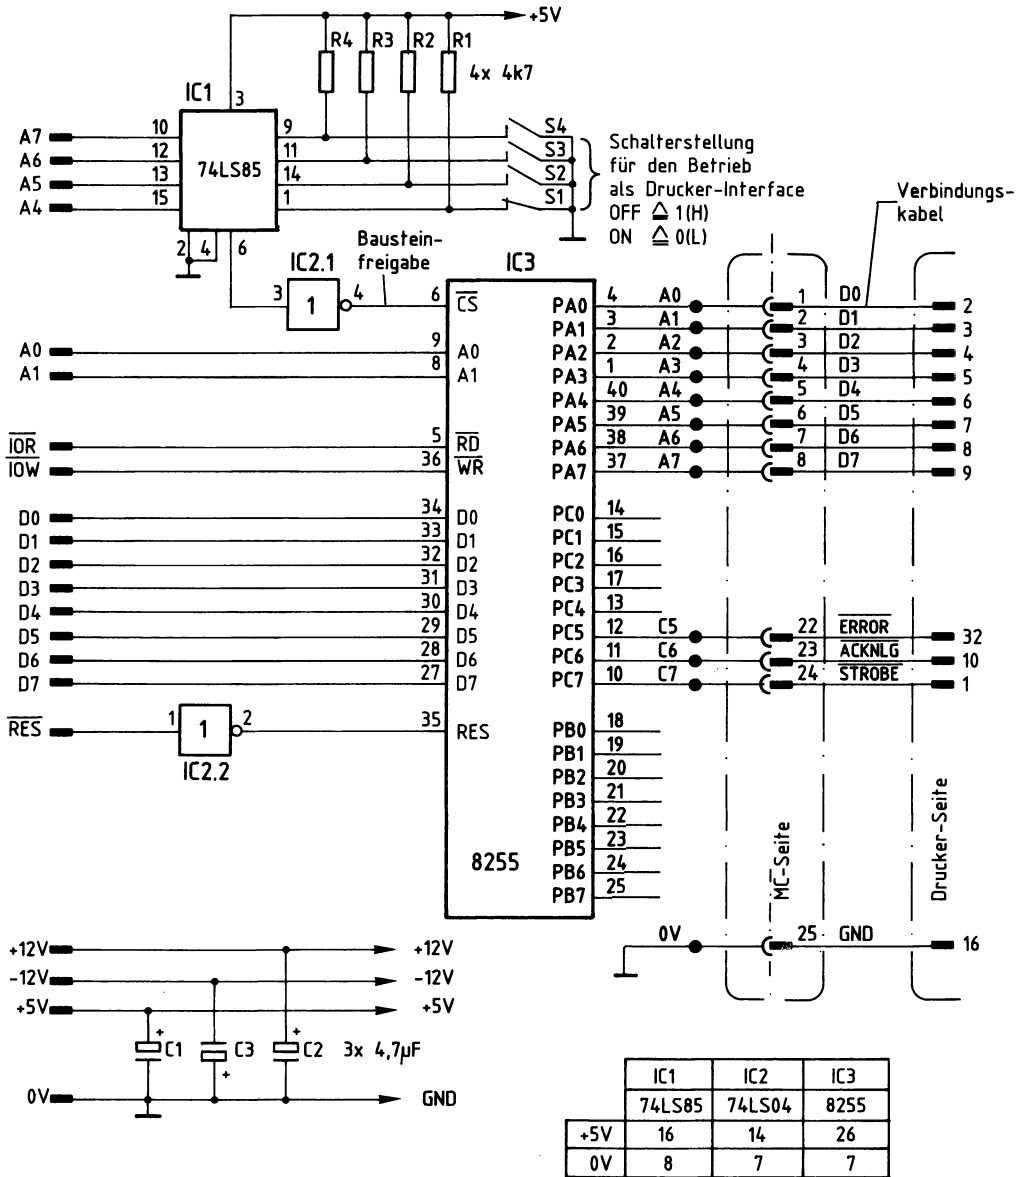 +5V
R4 R3 R2 R1
4x 4k7
IC1
3
A7 10 9 S4
A6 12 11 S3
A5 13 14 S2
A4 15 1 S1
74LS85
2 4 6
Schalterstellung
für den Betrieb
als Drucker-Interface
OFF ≙ 1(H)
ON ≙ 0(L)
Verbindungs-
kabel
Baustein-
freigabe
IC2.1
3 1 4
IC3
6 C̅S̅
A0 9 A0
A1 8 A1
I̅O̅R̅ 5 R̅D̅
I̅O̅W̅ 36 W̅R̅
D0 34 D0
D1 33 D1
D2 32 D2
D3 31 D3
D4 30 D4
D5 29 D5
D6 28 D6
D7 27 D7
R̅E̅S̅ 1 1 2 35 RES
IC2.2
8255
PA0 4 A0 1 D0 2
PA1 3 A1 2 D1 3
PA2 2 A2 3 D2 4
PA3 1 A3 4 D3 5
PA4 40 A4 5 D4 6
PA5 39 A5 6 D5 7
PA6 38 A6 7 D6 8
PA7 37 A7 8 D7 9
PC0 14
PC1 15
PC2 16
PC3 17
PC4 13
PC5 12 C5 22 E̅R̅R̅O̅R̅ 32
PC6 11 C6 23 A̅C̅K̅N̅L̅G̅ 10
PC7 10 C7 24 S̅T̅R̅O̅B̅E̅ 1
PB0 18
PB1 19
PB2 20
PB3 21
PB4 22
PB5 23
PB6 24
PB7 25
MC-Seite
Drucker-Seite
0V 25 GND 16
+12V +12V
-12V -12V
+5V +5V
+ C1 C3 + + C2 3x 4,7µF
0V GND
IC1 IC2 IC3
74LS85 74LS04 8255
+5V 16 14 26
0V 8 7 7